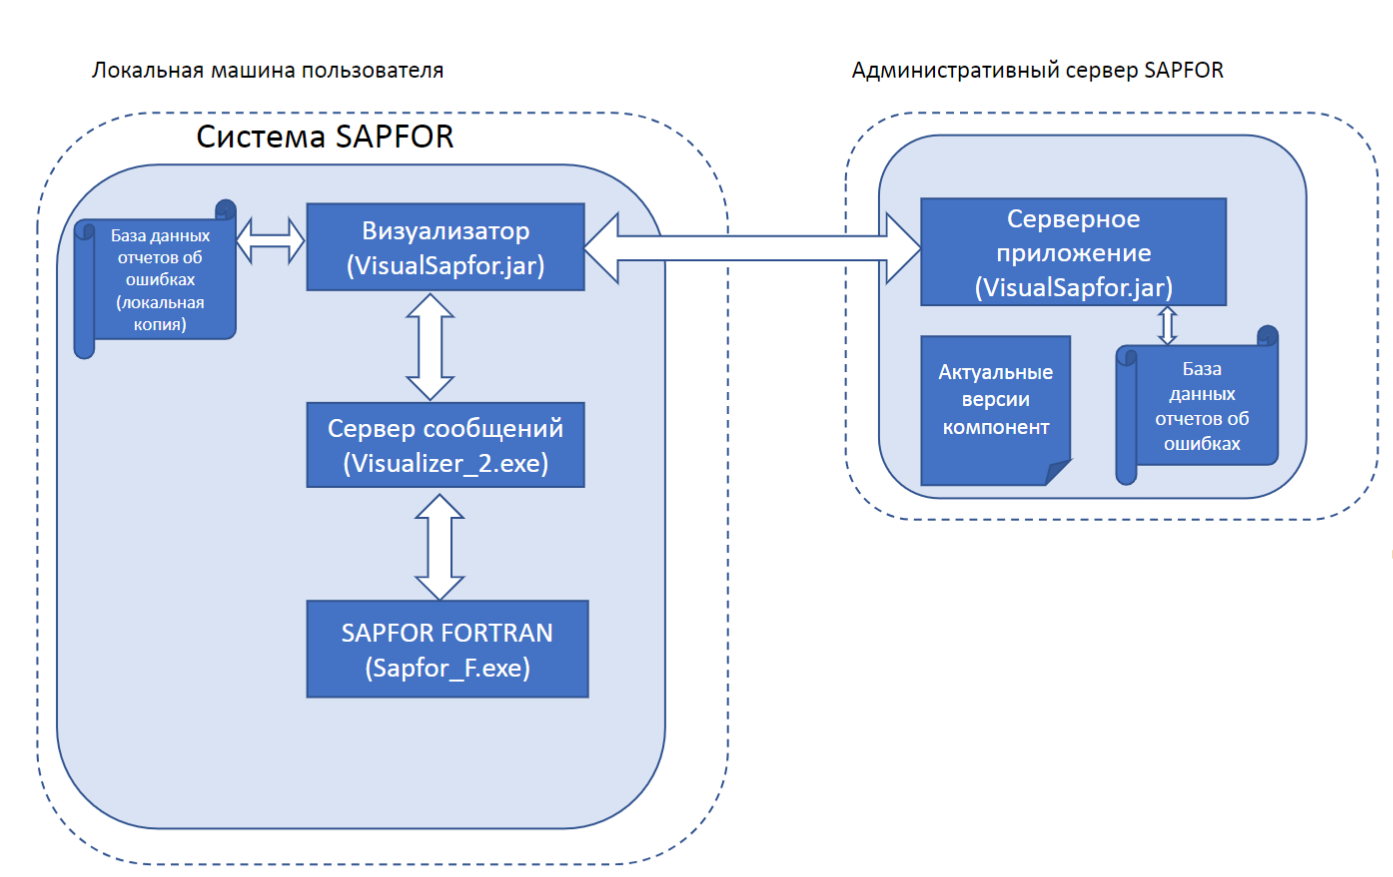 Локальная машина пользователя
Административный сервер SAPFOR
Система SAPFOR
База данных
отчетов об
ошибках
(локальная
копия)
Визуализатор
(VisualSapfor.jar)
Сервер сообщений
(Visualizer_2.exe)
SAPFOR FORTRAN
(Sapfor_F.exe)
Серверное
приложение
(VisualSapfor.jar)
Актуальные
версии
компонент
База
данных
отчетов об
ошибках